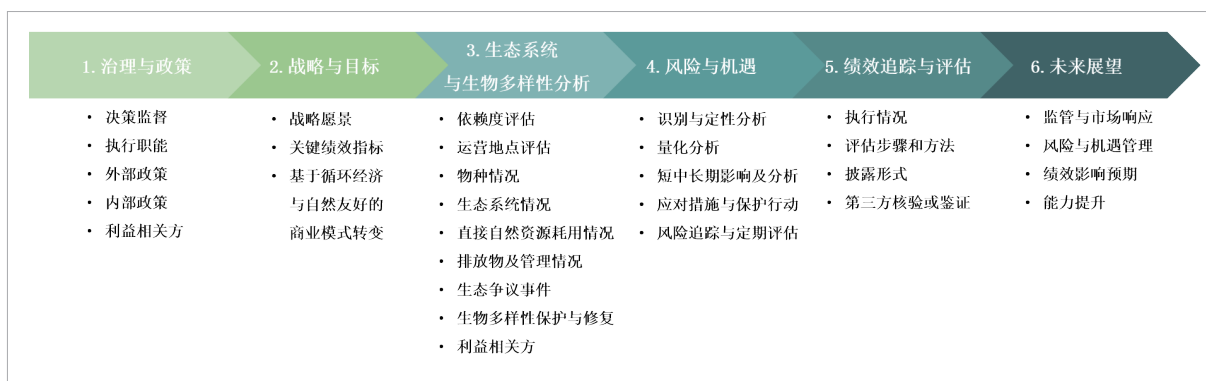 1. 治理与政策
• 决策监督
• 执行职能
• 外部政策
• 内部政策
• 利益相关方
2. 战略与目标
• 战略愿景
• 关键绩效指标
• 基于循环经济
与自然友好的
商业模式转变
3. 生态系统
与生物多样性分析
• 依赖度评估
• 运营地点评估
• 物种情况
• 生态系统情况
• 直接自然资源耗用情况
• 排放物及管理情况
• 生态争议事件
• 生物多样性保护与修复
• 利益相关方
4. 风险与机遇
• 识别与定性分析
• 量化分析
• 短中长期影响及分析
• 应对措施与保护行动
• 风险追踪与定期评估
5. 绩效追踪与评估
• 执行情况
• 评估步骤和方法
• 披露形式
• 第三方核验或鉴证
6. 未来展望
• 监管与市场响应
• 风险与机遇管理
• 绩效影响预期
• 能力提升